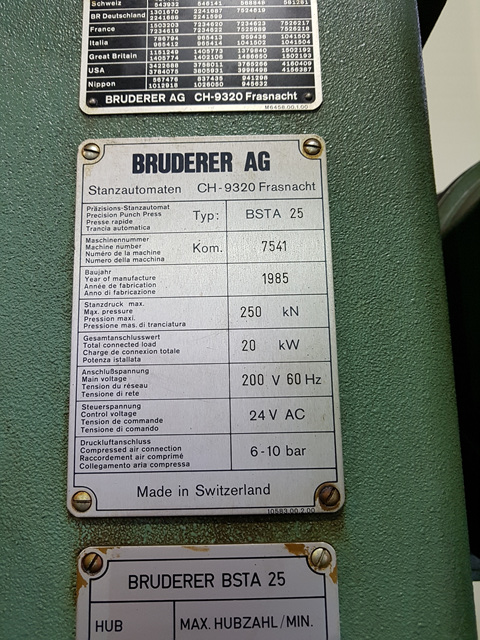 Schweiz
BR Deutschland
France
Italia
Great Britain
USA
Nippon
BRUDERER AG CH-9320 Frasnacht
BRUDERER AG
Stanzautomaten CH-9320 Frasnacht
Präzisions-Stanzautomat
Precision Punch Press
Presse rapide
Trancia automatica
Typ: BSTA 25
Maschinennummer
Machine number
Numéro de la machine
Numero della macchina
Kom. 7541
Baujahr
Year of manufacture
Année de fabrication
Anno di fabricazione
1985
Stanzdruck max.
Max. pressure
Pression maxi.
Pressione mas. di tranciatura
250 kN
Gesamtanschlusswert
Total connected load
Charge de connexion totale
Potenza istallata
20 kW
Anschlußspannung
Main voltage
Tension du réseau
Tensione di rete
200 V 60 Hz
Steuerspannung
Control voltage
Tension de commande
Tensione di comando
24 V AC
Druckluftanschluss
Compressed air connection
Raccordement air comprimé
Collegamento aria compressa
6-10 bar
Made in Switzerland
10583.00.2.00
BRUDERER BSTA 25
HUB MAX. HUBZAHL/MIN.